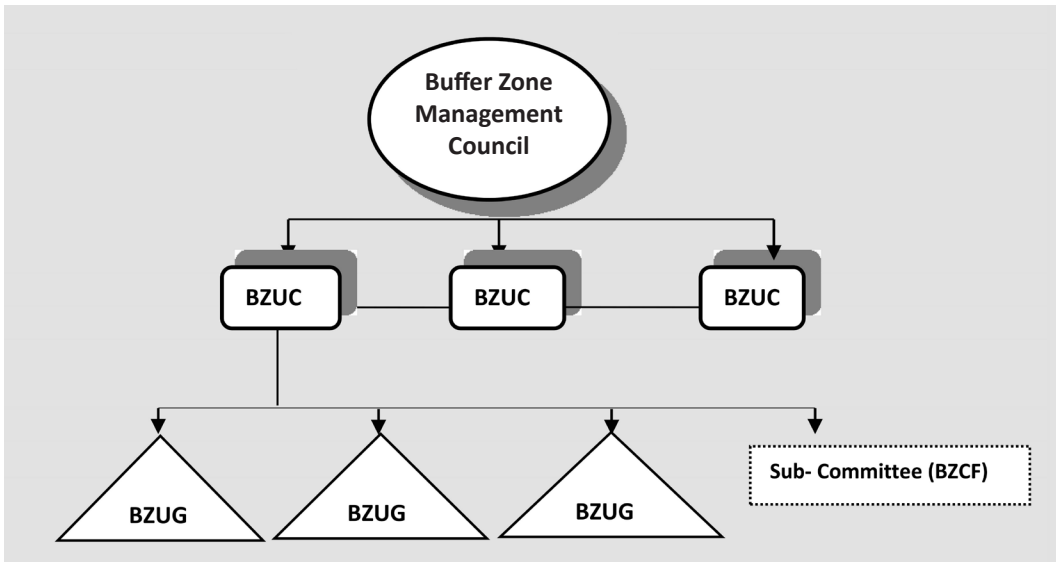 Buffer Zone
Management
Council
BZUC
BZUC
BZUC
Sub- Committee (BZCF)
BZUG
BZUG
BZUG